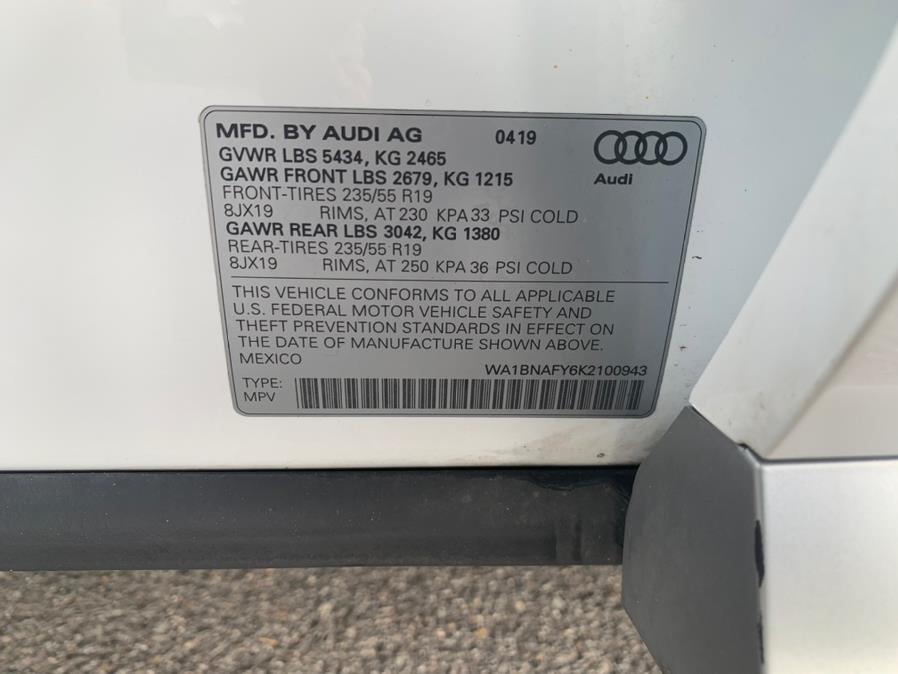 MFD. BY AUDI AG 0419
GVWR LBS 5434, KG 2465
GAWR FRONT LBS 2679, KG 1215
Audi
FRONT-TIRES 235/55 R19
8JX19 RIMS, AT 230 KPA 33 PSI COLD
GAWR REAR LBS 3042, KG 1380
REAR-TIRES 235/55 R19
8JX19 RIMS, AT 250 KPA 36 PSI COLD
THIS VEHICLE CONFORMS TO ALL APPLICABLE
U.S. FEDERAL MOTOR VEHICLE SAFETY AND
THEFT PREVENTION STANDARDS IN EFFECT ON
THE DATE OF MANUFACTURE SHOWN ABOVE.
MEXICO WA1BNAFY6K2100943
TYPE:
MPV